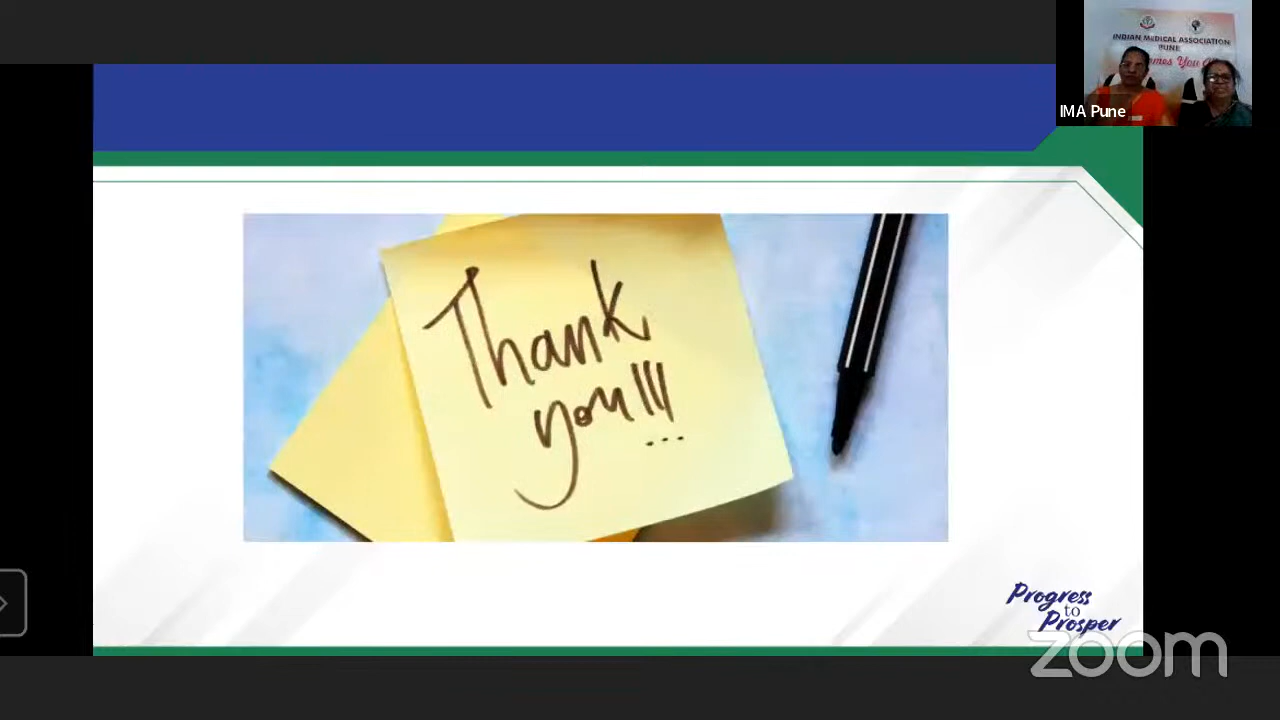 INDIAN MEDICAL ASSOCIATION
PUNE
IMA Pune
Thank
you!!!
Progress
to
Prosper
zoom